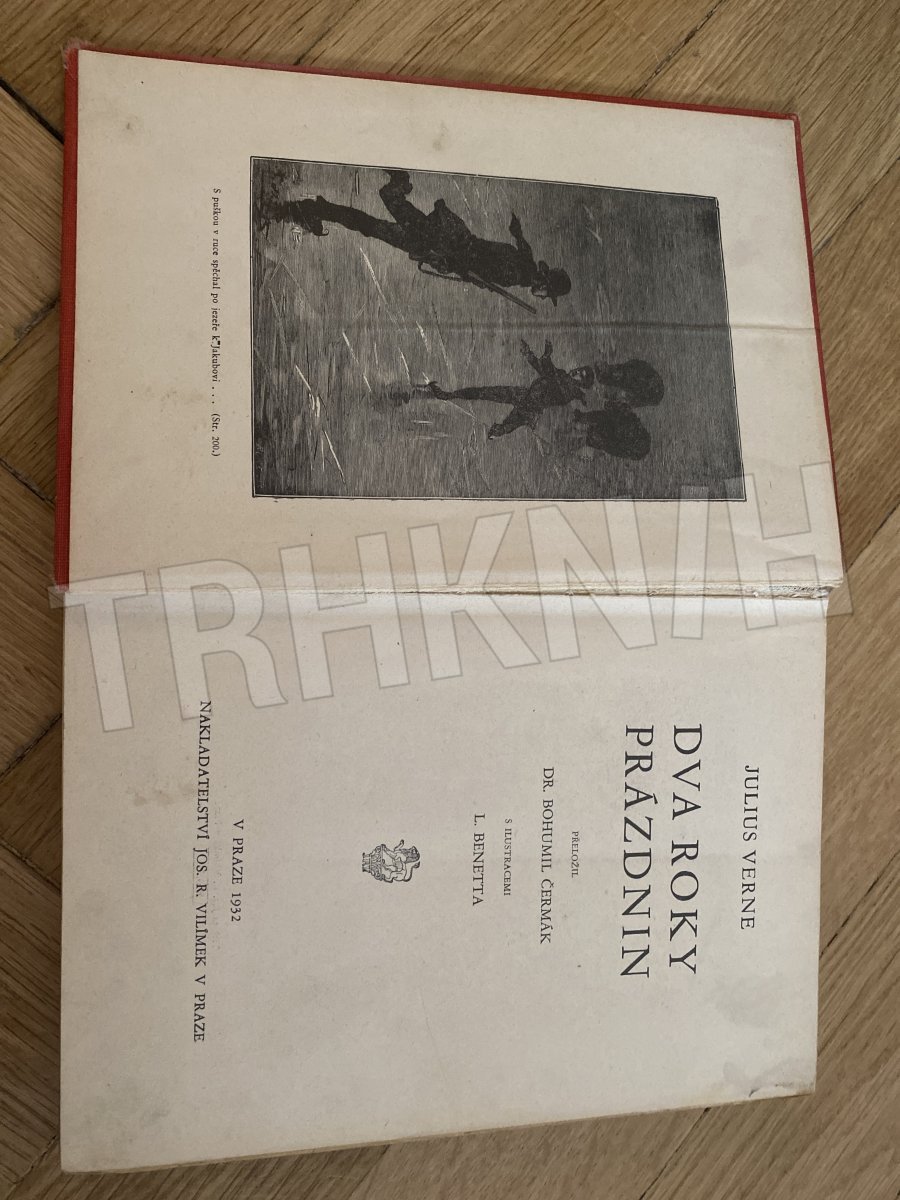 S puškou v ruce spěchal po jezeře k Jakubovi . . . (Str. 200.)
JULIUS VERNE
DVA ROKY
PRÁZDNIN
PŘELOŽIL
DR. BOHUMIL ČERMÁK
S ILUSTRACEMI
L. BENETTA
V PRAZE 1932
NAKLADATELSTVÍ JOS. R. VILÍMEK V PRAZE
TRHKNIH